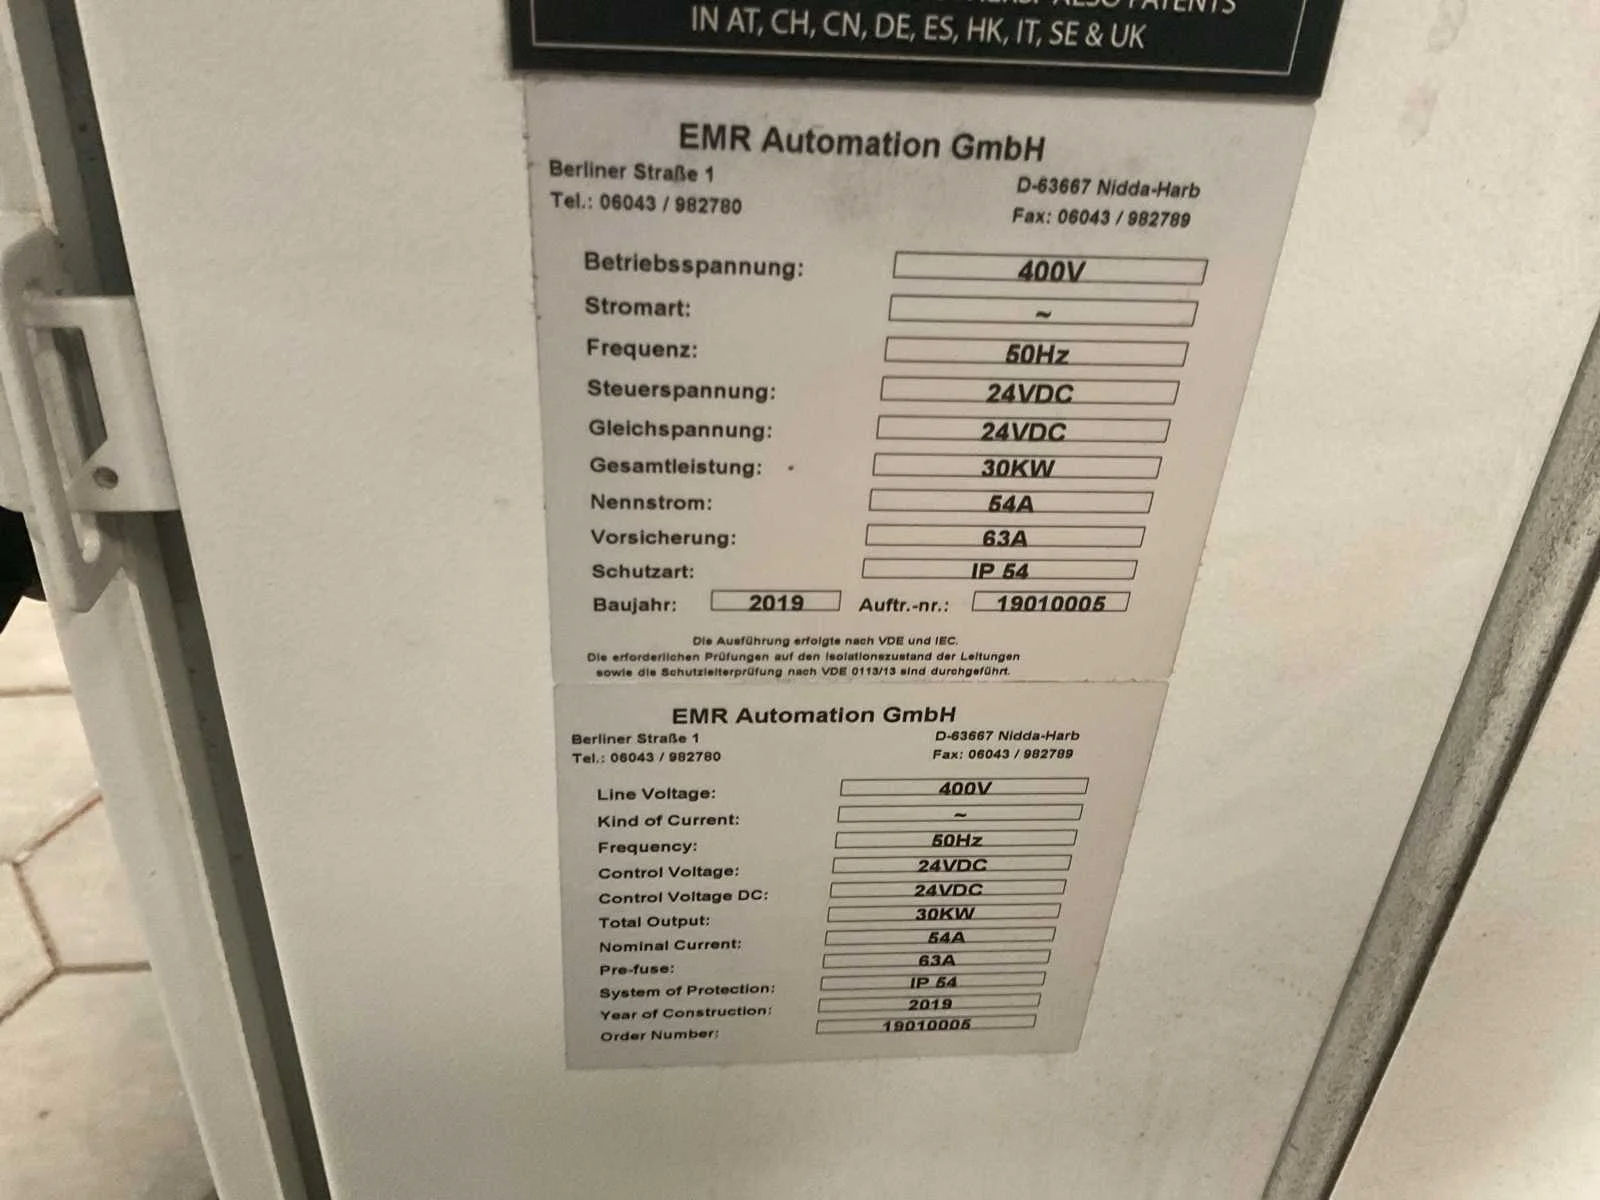 ALSO PATENTS
IN AT, CH, CN, DE, ES, HK, IT, SE & UK
EMR Automation GmbH
Berliner Straße 1 D-63667 Nidda-Harb
Tel.: 06043 / 982780 Fax: 06043 / 982789
Betriebsspannung: 400V
Stromart: ~
Frequenz: 50Hz
Steuerspannung: 24VDC
Gleichspannung: 24VDC
Gesamtleistung: 30KW
Nennstrom: 54A
Vorsicherung: 63A
Schutzart: IP 54
Baujahr: 2019 Auftr.-nr.: 19010005
Die Ausführung erfolgte nach VDE und IEC.
Die erforderlichen Prüfungen auf den Isolationszustand der Leitungen
sowie die Schutzleiterprüfung nach VDE 0113/13 sind durchgeführt.
EMR Automation GmbH
Berliner Straße 1 D-63667 Nidda-Harb
Tel.: 06043 / 982780 Fax: 06043 / 982789
Line Voltage: 400V
Kind of Current: ~
Frequency: 50Hz
Control Voltage: 24VDC
Control Voltage DC: 24VDC
Total Output: 30KW
Nominal Current: 54A
Pre-fuse: 63A
System of Protection: IP 54
Year of Construction: 2019
Order Number: 19010005